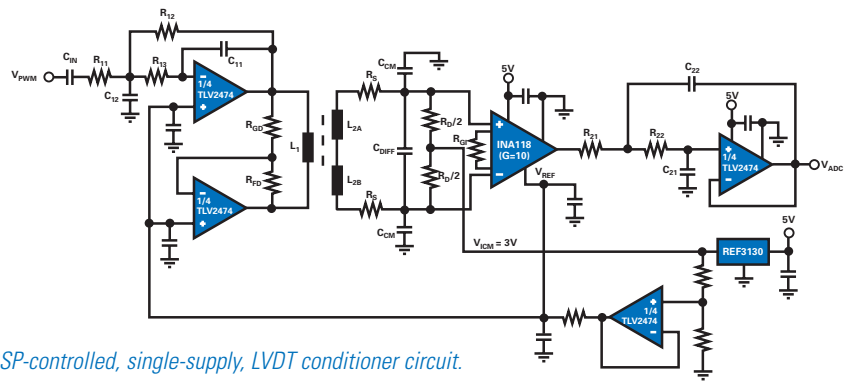 R12
CIN
R11
R13
C11
VPWM
C12
–
1/4
TLV2474
+
RGD
L1
RFD
–
1/4
TLV2474
+
CCM
RS
L2A
L2B
RS
CDIFF
CCM
RD/2
RD/2
RGI
5V
+
INA118
(G=10)
–
VREF
R21
R22
C22
C21
5V
+
1/4
TLV2474
–
VADC
VICM = 3V
5V
REF3130
+
1/4
TLV2474
–
SP-controlled, single-supply, LVDT conditioner circuit.